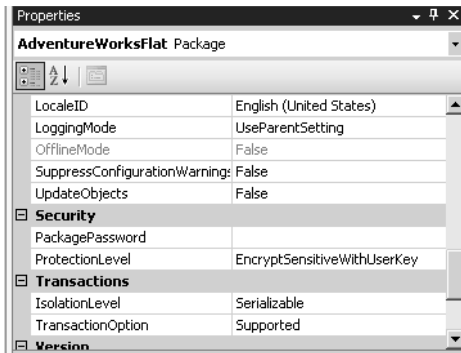 Properties
AdventureWorksFlat Package
LocaleID English (United States)
LoggingMode UseParentSetting
OfflineMode False
SuppressConfigurationWarnings False
UpdateObjects False
Security
PackagePassword
ProtectionLevel EncryptSensitiveWithUserKey
Transactions
IsolationLevel Serializable
TransactionOption Supported
Version